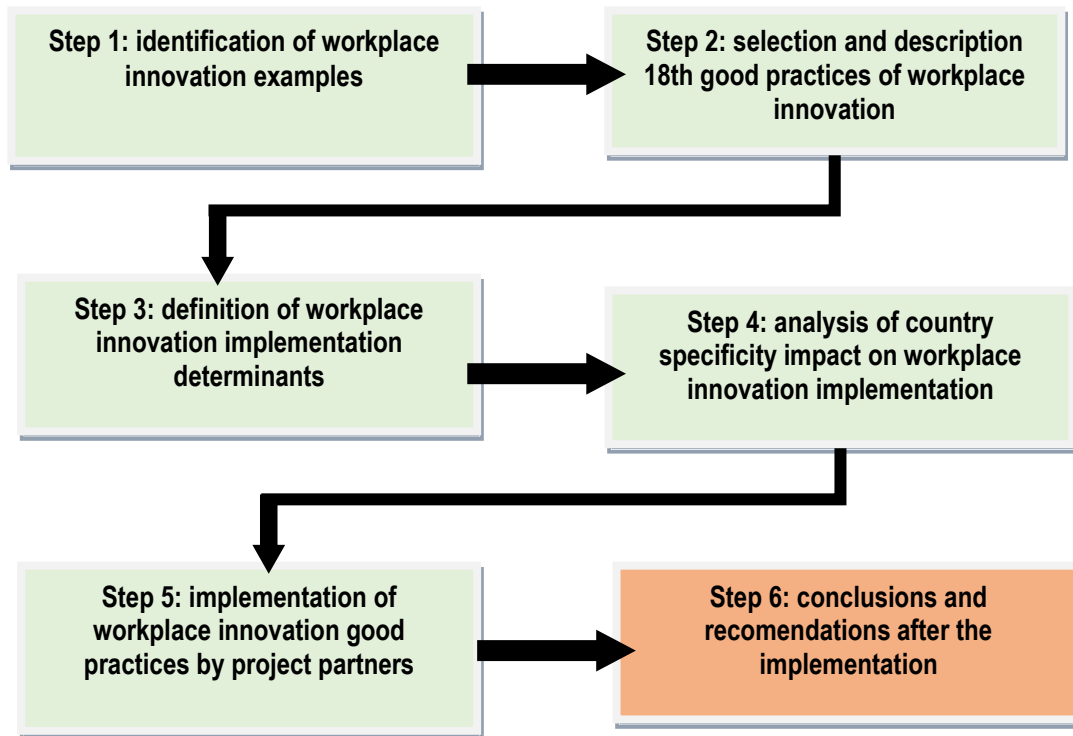 Step 1: identification of workplace
innovation examples
Step 2: selection and description
18th good practices of workplace
innovation
Step 3: definition of workplace
innovation implementation
determinants
Step 4: analysis of country
specificity impact on workplace
innovation implementation
Step 5: implementation of
workplace innovation good
practices by project partners
Step 6: conclusions and
recomendations after the
implementation